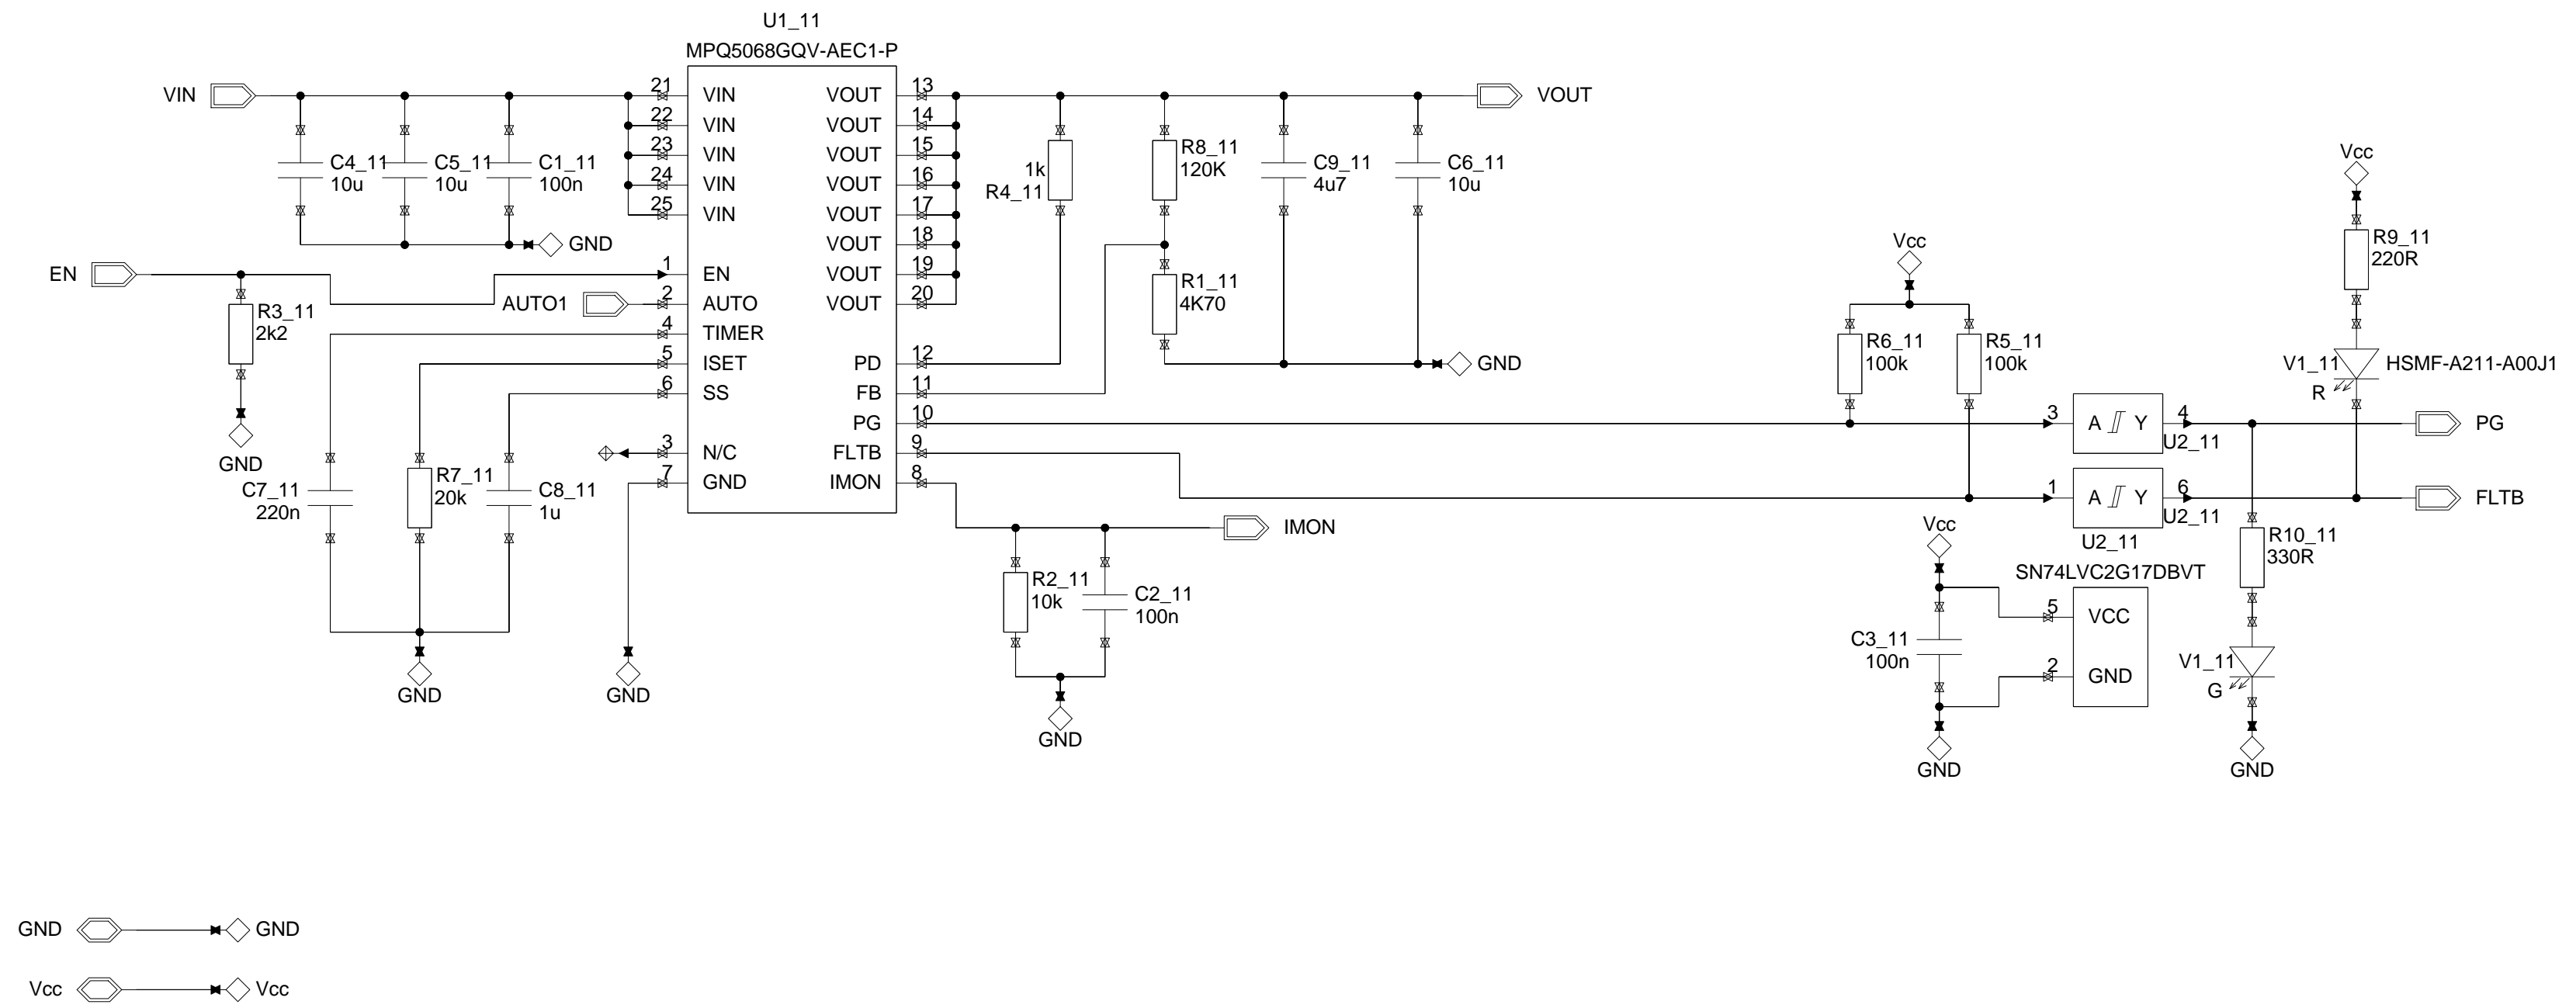 U1_11
MPQ5068GQV-AEC1-P
VIN
21 VIN
22 VIN
23 VIN
24 VIN
25 VIN
1 EN
2 AUTO
4 TIMER
5 ISET
6 SS
3 N/C
7 GND
VOUT 13
VOUT 14
VOUT 15
VOUT 16
VOUT 17
VOUT 18
VOUT 19
VOUT 20
PD 12
FB 11
PG 10
FLTB 9
IMON 8
VOUT
C4_11
10u
C5_11
10u
C1_11
100n
GND
EN
AUTO1
R3_11
2k2
GND
C7_11
220n
R7_11
20k
C8_11
1u
GND
GND
1k
R4_11
R8_11
120K
R1_11
4K70
C9_11
4u7
C6_11
10u
GND
IMON
R2_11
10k
C2_11
100n
GND
Vcc
R6_11
100k
R5_11
100k
Vcc
R9_11
220R
V1_11
R
HSMF-A211-A00J1
3 A Y 4
U2_11
PG
1 A Y 6
U2_11
FLTB
U2_11
SN74LVC2G17DBVT
Vcc
5 VCC
2 GND
C3_11
100n
GND
R10_11
330R
V1_11
G
GND
GND GND
Vcc Vcc